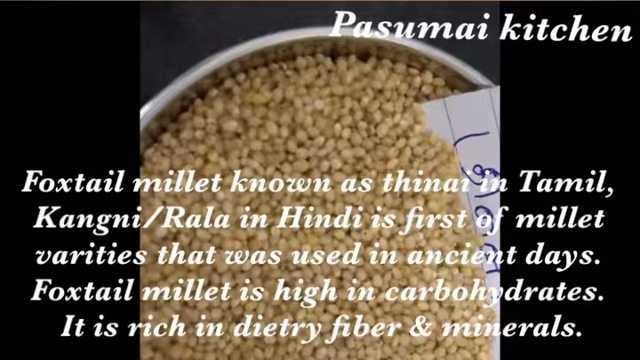 Pasumai kitchen
Foxtail millet known as thinai in Tamil,
Kangni/Rala in Hindi is first of millet
varities that was used in ancient days.
Foxtail millet is high in carbohydrates.
It is rich in dietry fiber & minerals.